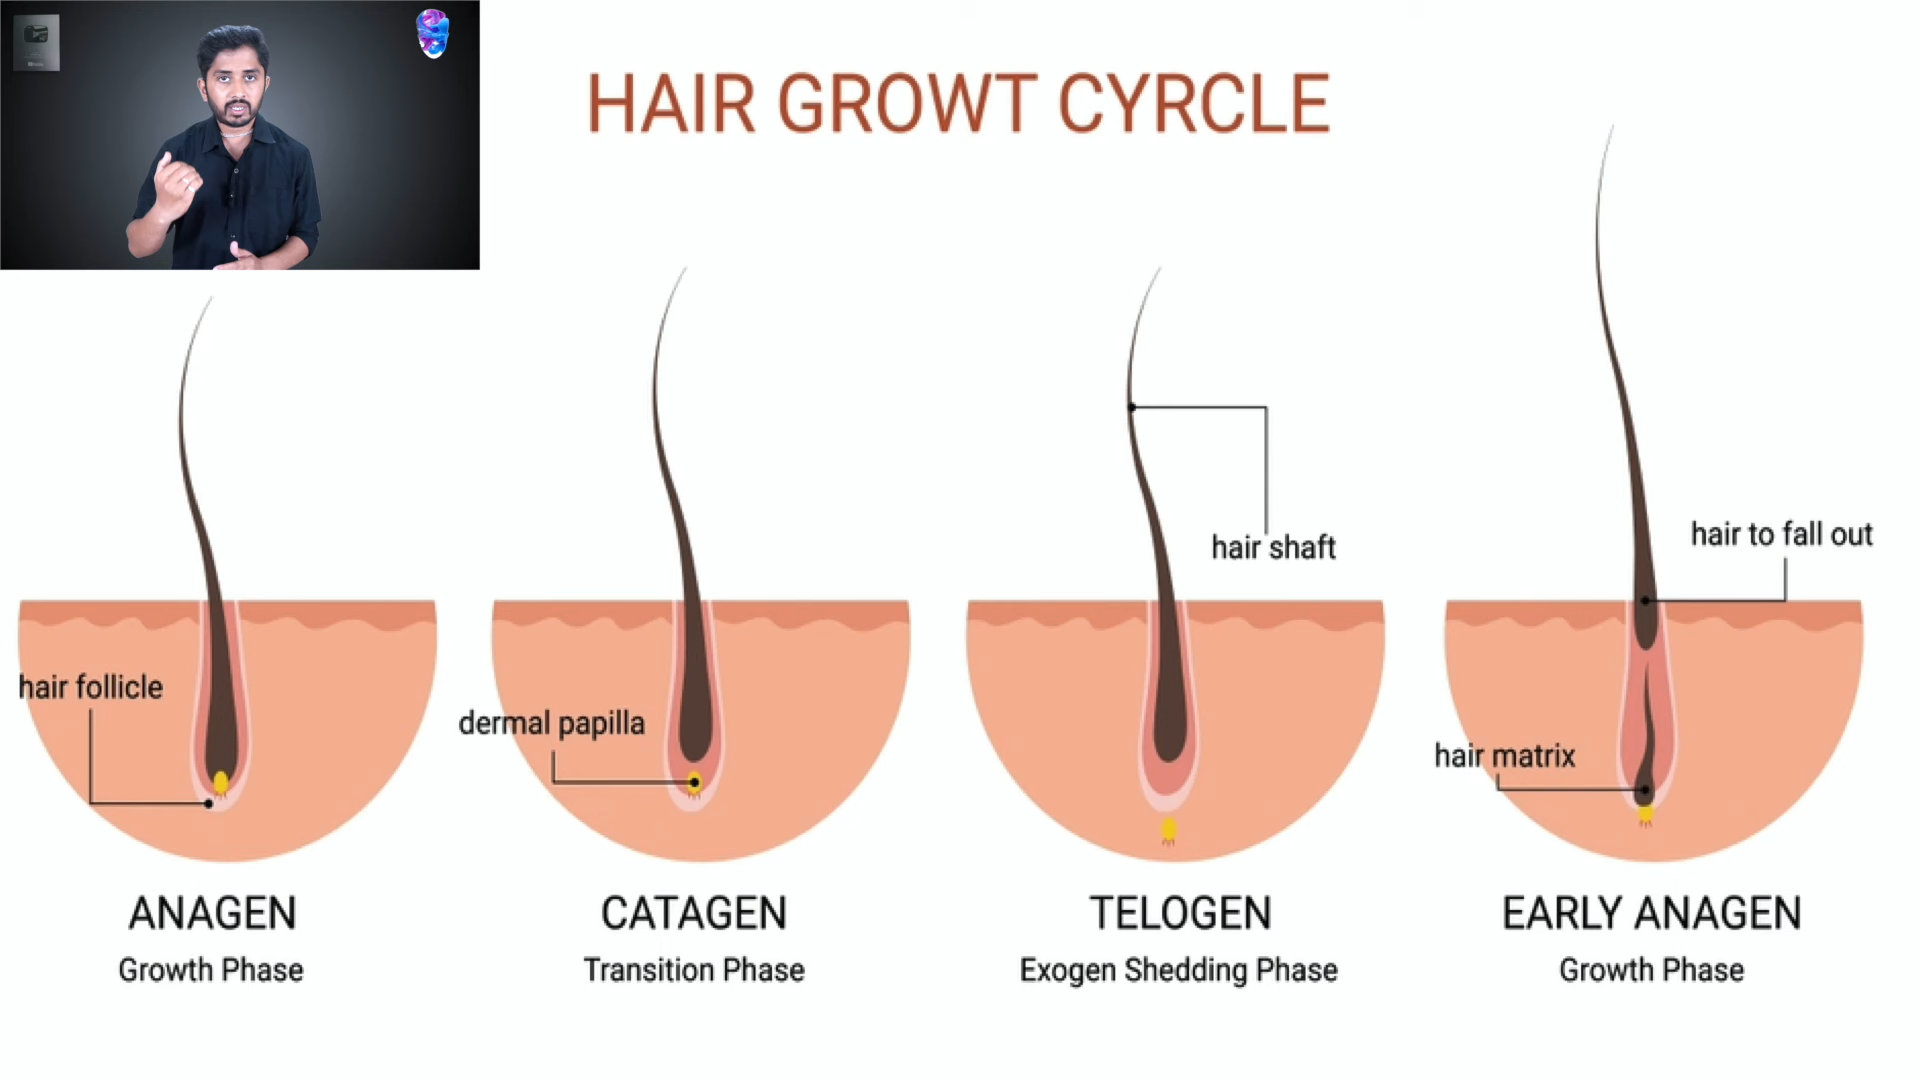 HAIR GROWT CYRCLE
hair shaft
hair to fall out
hair follicle
dermal papilla
hair matrix
ANAGEN
Growth Phase
CATAGEN
Transition Phase
TELOGEN
Exogen Shedding Phase
EARLY ANAGEN
Growth Phase